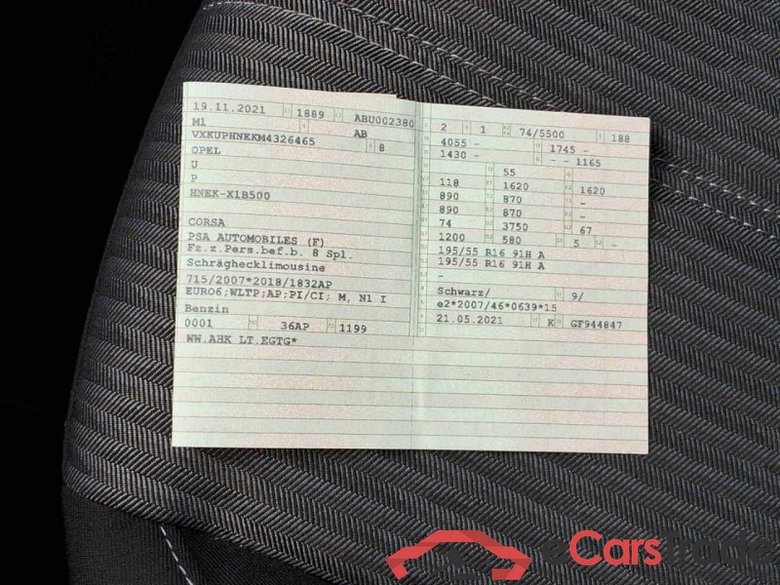 19.11.2021 1889 ABU002380
M1 AB
VXKUPHNEKM4326465 8
OPEL
U
P
HNEK-X1B500
CORSA
PSA AUTOMOBILES (F)
Fz.z.Pers.bef.b. 8 Spl.
Schräghecklimousine
715/2007*2018/1832AP
EURO6;WLTP;AP;PI/CI; M, N1 I
Benzin
0001 36AP 1199
WW.AHK LT.EGTG*
2 1 74/5500 188
4055 - 1745 -
1430 - - - 1165
55
118 1620 1620
890 870 -
890 870 -
74 3750 67
1200 580 5 -
195/55 R16 91H A
195/55 R16 91H A
-
Schwarz/ 9/
e2*2007/46*0639*15
21.05.2021 K GF944847
eCarsTrade